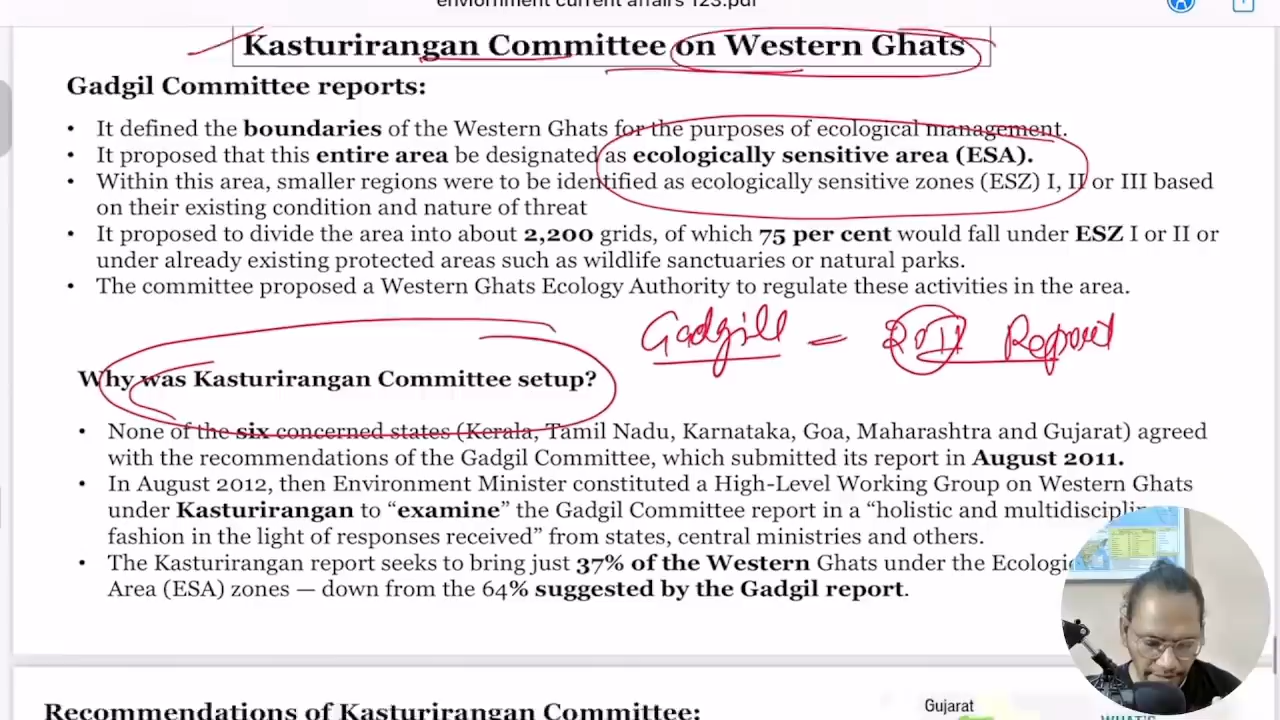 enviornment current affairs 123.pdf
Kasturirangan Committee on Western Ghats
Gadgil Committee reports:
• It defined the boundaries of the Western Ghats for the purposes of ecological management.
• It proposed that this entire area be designated as ecologically sensitive area (ESA).
• Within this area, smaller regions were to be identified as ecologically sensitive zones (ESZ) I, II or III based
on their existing condition and nature of threat
• It proposed to divide the area into about 2,200 grids, of which 75 per cent would fall under ESZ I or II or
under already existing protected areas such as wildlife sanctuaries or natural parks.
• The committee proposed a Western Ghats Ecology Authority to regulate these activities in the area.
Gadgill = 2011 Report
Why was Kasturirangan Committee setup?
• None of the six concerned states (Kerala, Tamil Nadu, Karnataka, Goa, Maharashtra and Gujarat) agreed
with the recommendations of the Gadgil Committee, which submitted its report in August 2011.
• In August 2012, then Environment Minister constituted a High-Level Working Group on Western Ghats
under Kasturirangan to “examine” the Gadgil Committee report in a “holistic and multidisciplin
fashion in the light of responses received” from states, central ministries and others.
• The Kasturirangan report seeks to bring just 37% of the Western Ghats under the Ecologic
Area (ESA) zones — down from the 64% suggested by the Gadgil report.
Recommendations of Kasturirangan Committee:
Gujarat
WHAT'S